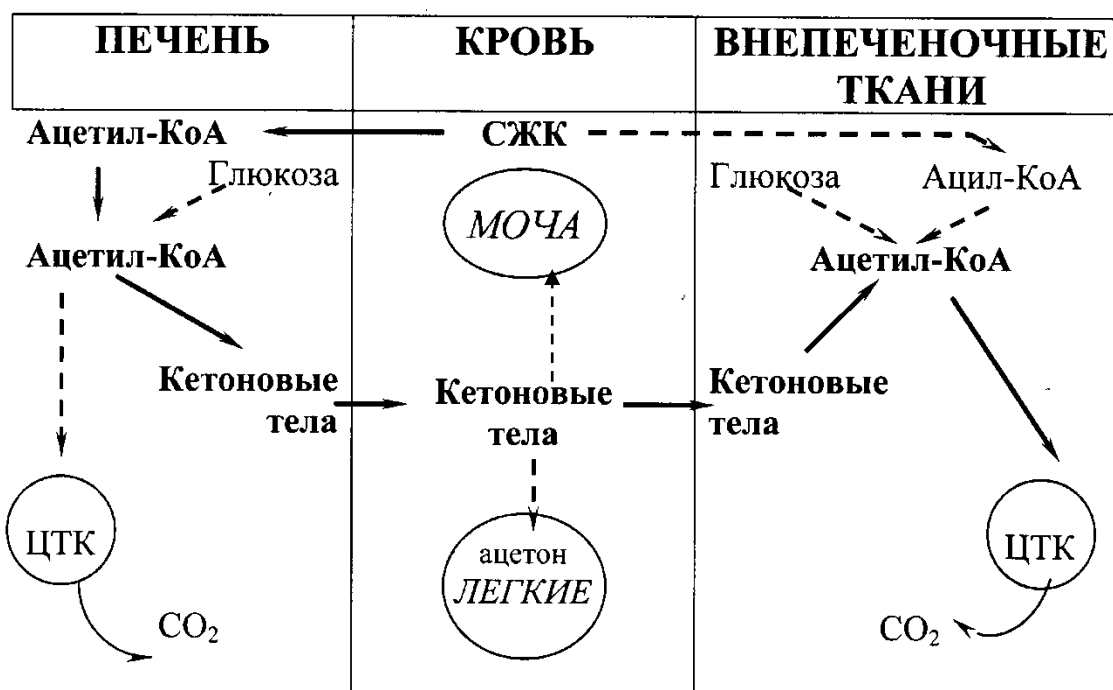 ПЕЧЕНЬ
КРОВЬ
ВНЕПЕЧЕНОЧНЫЕ
ТКАНИ
Ацетил-КоА
СЖК
Глюкоза
Глюкоза
Ацил-КоА
МОЧА
Ацетил-КоА
Ацетил-КоА
Кетоновые
тела
Кетоновые
тела
Кетоновые
тела
ЦТК
ацетон
ЛЕГКИЕ
ЦТК
CO₂
CO₂